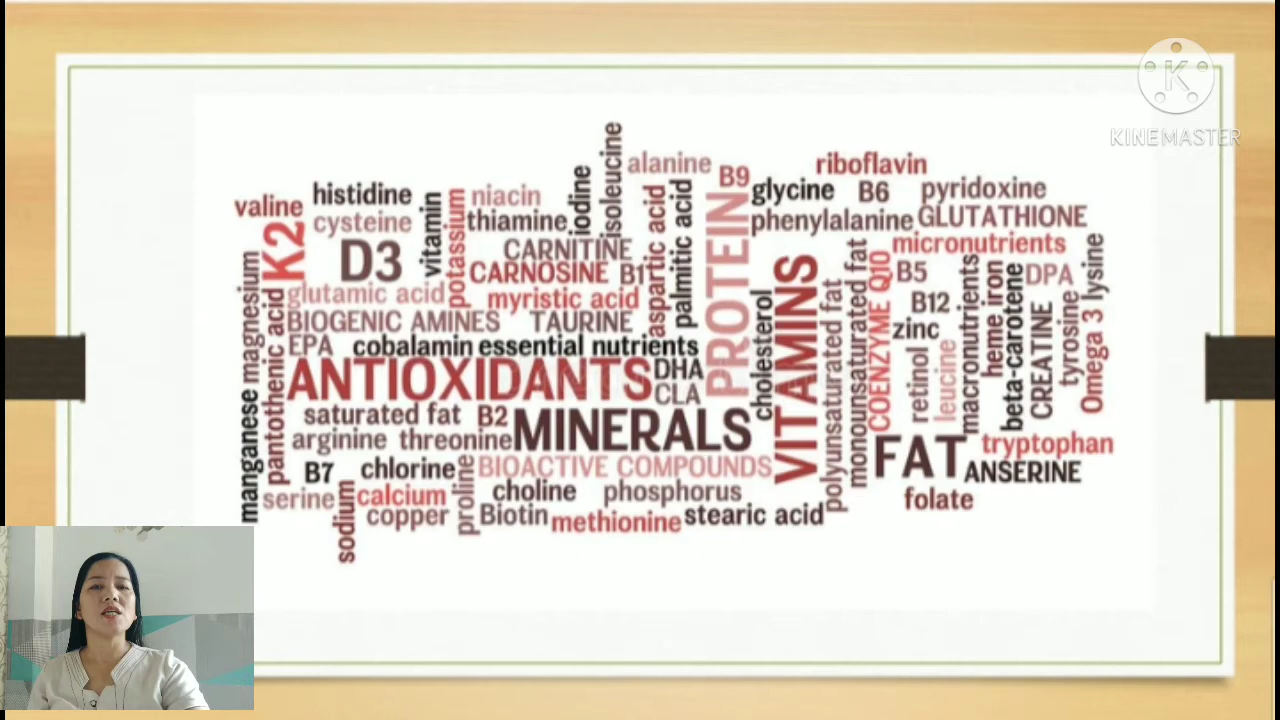 K
KINEMASTER
isoleucine
alanine
riboflavin
B9
iodine
histidine
niacin
glycine
B6
pyridoxine
valine
cysteine
vitamin
potassium
thiamine
aspartic acid
palmitic acid
PROTEIN
phenylalanine
GLUTATHIONE
K2
D3
CARNITINE
micronutrients
CARNOSINE
VITAMINS
monounsaturated fat
COENZYME Q10
B5
DPA
magnesium
glutamic acid
myristic acid
B12
BIOGENIC AMINES
TAURINE
cholesterol
polyunsaturated fat
zinc
macronutrients
heme iron
beta-carotene
CREATINE
tyrosine
lysine
Omega 3
EPA
cobalamin
essential nutrients
pantothenic acid
ANTIOXIDANTS
DHA
CLA
retinol
leucine
manganese
saturated fat
B2
MINERALS
arginine
threonine
FAT
tryptophan
B7
chlorine
proline
BIOACTIVE COMPOUNDS
ANSERINE
serine
sodium
calcium
choline
phosphorus
folate
copper
Biotin
methionine
stearic acid